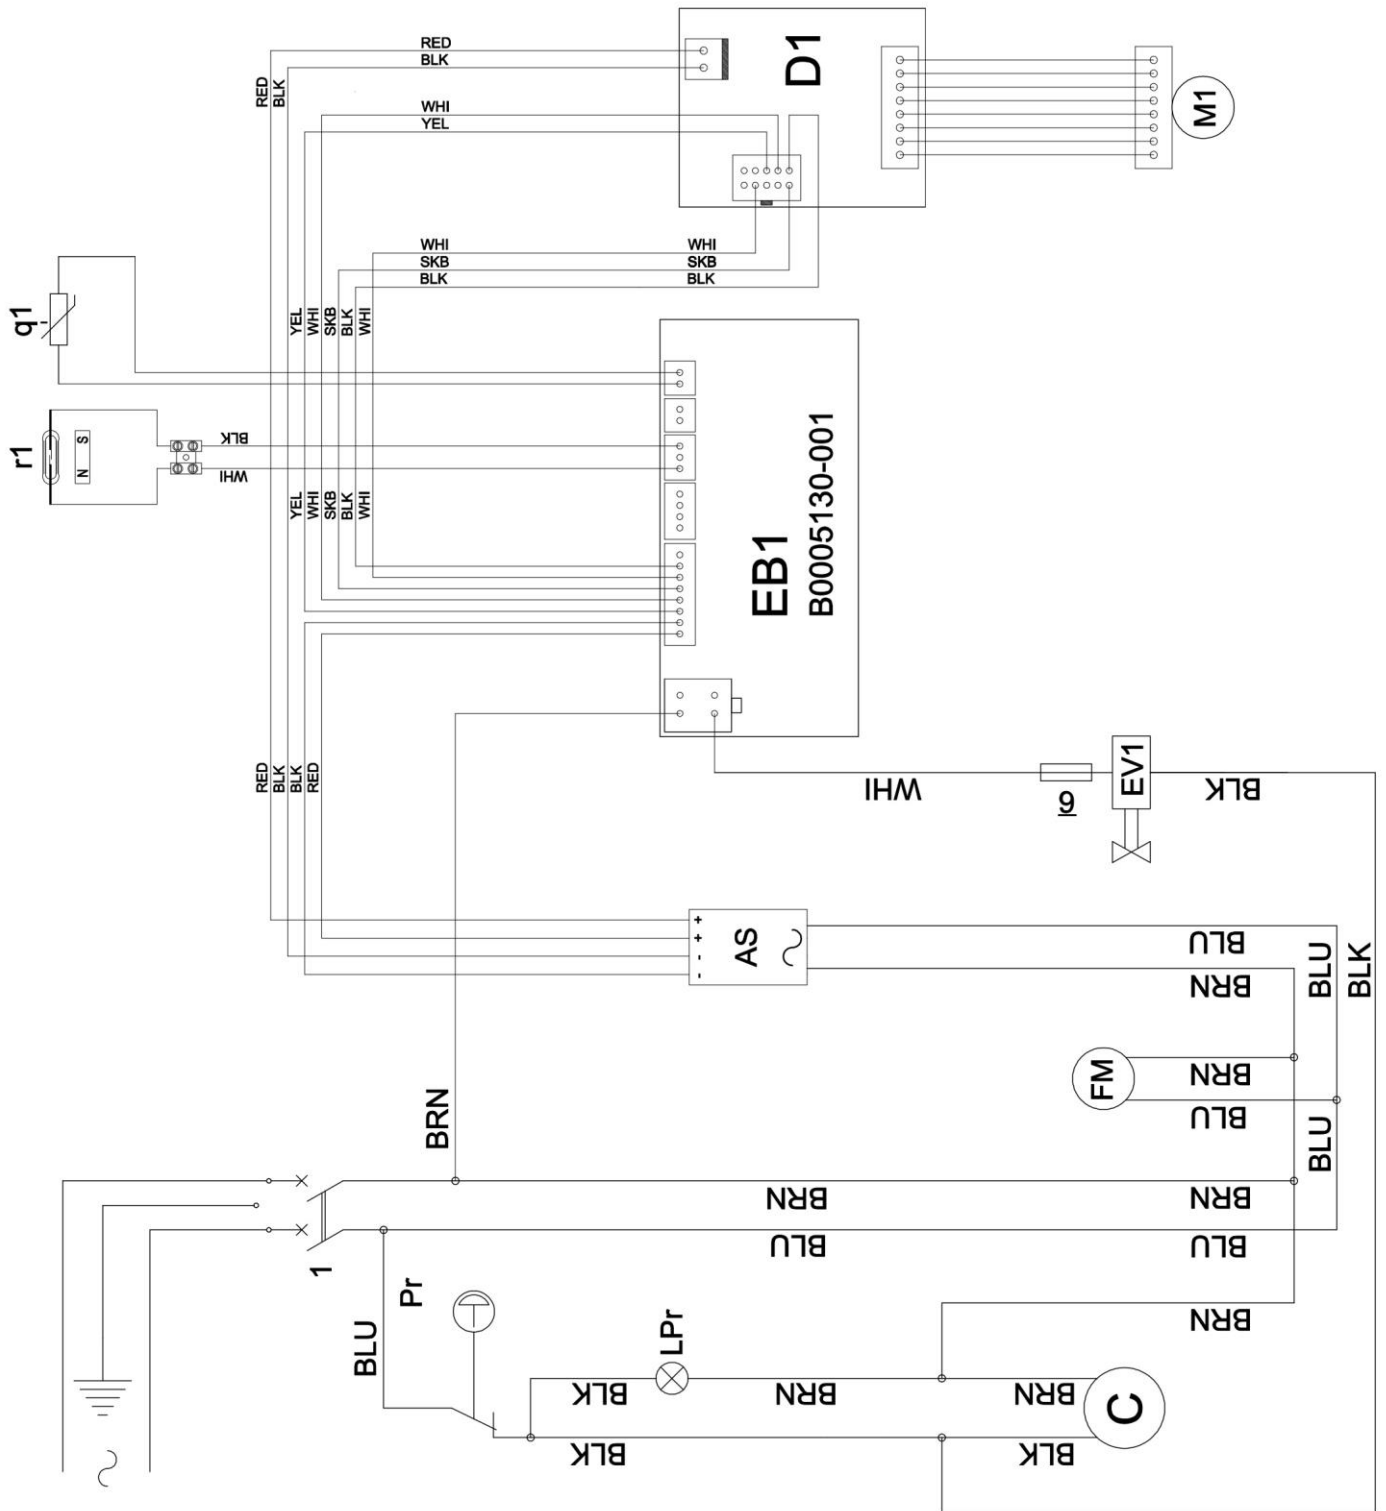 RED
BLK
D1
RED
BLK
WHI
YEL
M1
WHI
SKB
BLK
WHI
SKB
BLK
q1
YEL
WHI
SKB
BLK
WHI
r1
N S
BLK
WHI
YEL
WHI
SKB
BLK
WHI
EB1
B0005130-001
RED
BLK
BLK
RED
WHI
9
EV1
BLK
+
+
-
-
AS
BLU
BRN
BLU
BLK
BRN
FM
BRN
BLU
BLU
BRN
BRN
BLU
BLU
1
Pr
BLU
LPr
BRN
BLK
BRN
BRN
C
BLK
BLK